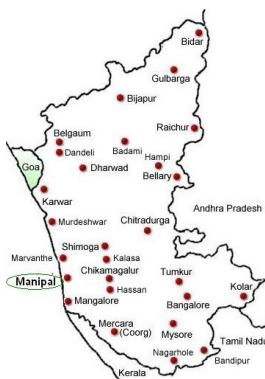 Bidar
Gulbarga
Bijapur
Raichur
Belgaum
Dandeli
Badami
Hampi
Goa
Dharwad
Bellary
Karwar
Andhra Pradesh
Murdeshwar
Chitradurga
Shimoga
Marvanthe
Kalasa
Manipal
Chikamagalur
Tumkur
Hassan
Kolar
Mangalore
Bangalore
Mercara
(Coorg)
Mysore
Tamil Nadu
Nagarhole
Bandipur
Kerala